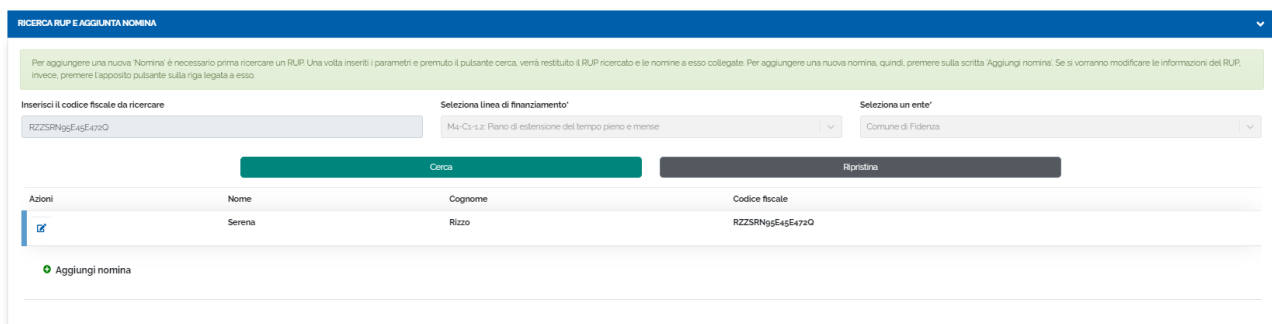 RICERCA RUP E AGGIUNTA NOMINA
Per aggiungere una nuova 'Nomina' è necessario prima ricercare un RUP. Una volta inseriti i parametri e premuto il pulsante cerca, verrà restituito il RUP ricercato e le nomine a esso collegate. Per aggiungere una nuova nomina, quindi, premere sulla scritta 'Aggiungi nomina'. Se si vorranno modificare le informazioni del RUP,
invece, premere l'apposito pulsante sulla riga legata a esso.
Inserisci il codice fiscale da ricercare Seleziona linea di finanziamento* Seleziona un ente*
RZZSRN95E45E472Q M4-C1-1.2: Piano di estensione del tempo pieno e mense Comune di Fidenza
Cerca Ripristina
Azioni Nome Cognome Codice fiscale
Serena Rizzo RZZSRN95E45E472Q
Aggiungi nomina